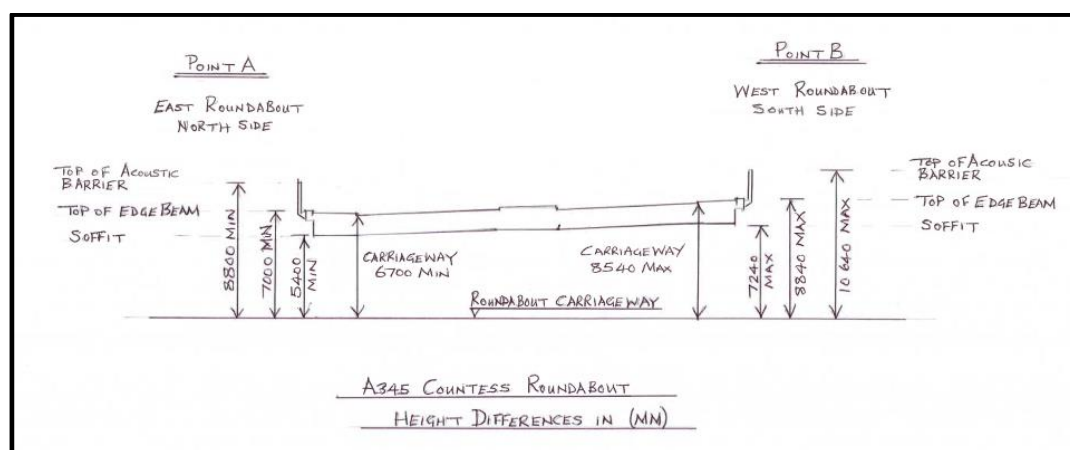 POINT A
EAST ROUNDABOUT
NORTH SIDE
POINT B
WEST ROUNDABOUT
SOUTH SIDE
TOP OF ACOUSTIC
BARRIER
TOP OF EDGE BEAM
SOFFIT
8800 MIN
7000 MIN
5400
MIN
CARRIAGEWAY
6700 MIN
ROUNDABOUT CARRIAGEWAY
CARRIAGEWAY
8540 MAX
7240
MAX
8840 MAX
10 640 MAX
TOP OF ACOUSIC
BARRIER
TOP OF EDGE BEAM
SOFFIT
A345 COUNTESS ROUNDABOUT
HEIGHT DIFFERENCES IN (MN)